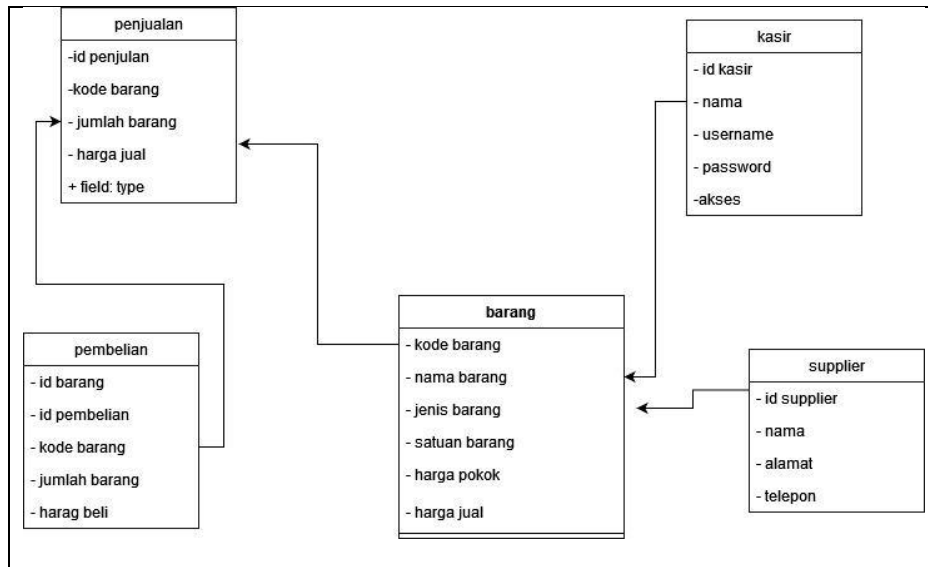 penjualan
-id penjulan
-kode barang
- jumlah barang
- harga jual
+ field: type
kasir
- id kasir
- nama
- username
- password
-akses
pembelian
- id barang
- id pembelian
- kode barang
- jumlah barang
- harag beli
barang
- kode barang
- nama barang
- jenis barang
- satuan barang
- harga pokok
- harga jual
supplier
- id supplier
- nama
- alamat
- telepon